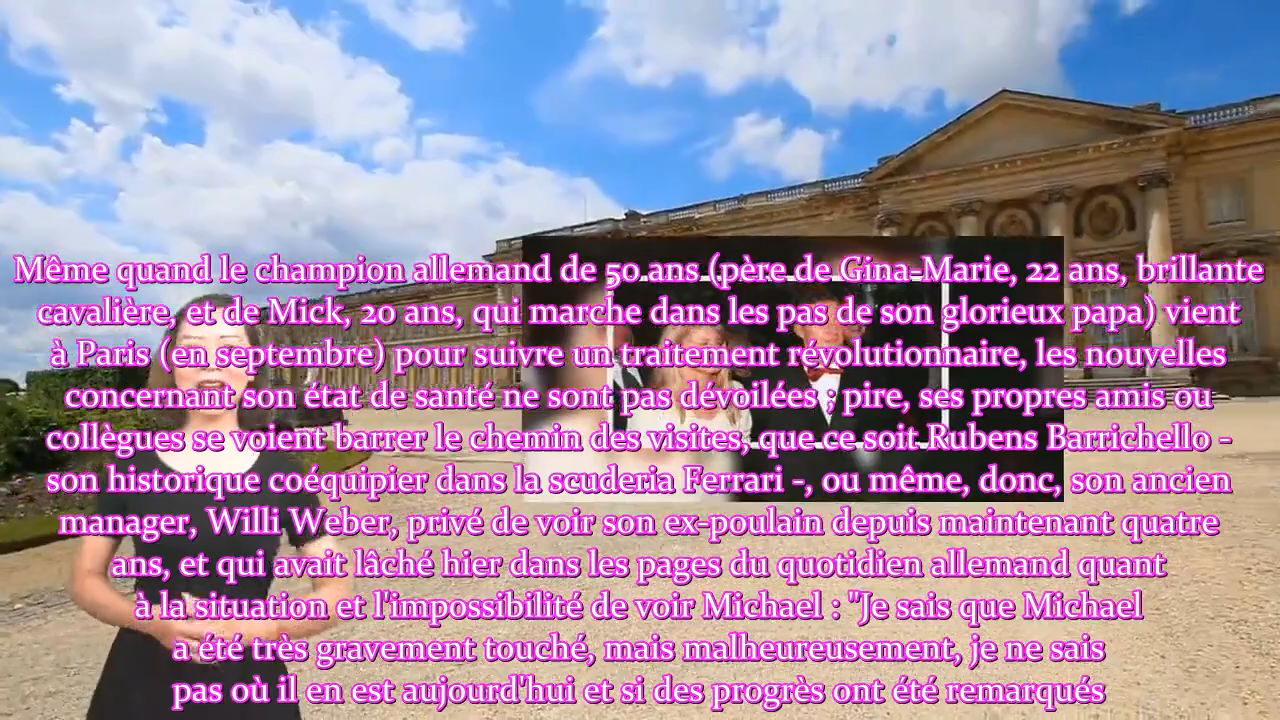 Même quand le champion allemand de 50 ans (père de Gina-Marie, 22 ans, brillante
cavalière, et de Mick, 20 ans, qui marche dans les pas de son glorieux papa) vient
à Paris (en septembre) pour suivre un traitement révolutionnaire, les nouvelles
concernant son état de santé ne sont pas dévoilées ; pire, ses propres amis ou
collègues se voient barrer le chemin des visites, que ce soit Rubens Barrichello -
son historique coéquipier dans la scuderia Ferrari -, ou même, donc, son ancien
manager, Willi Weber, privé de voir son ex-poulain depuis maintenant quatre
ans, et qui avait lâché hier dans les pages du quotidien allemand quant
à la situation et l'impossibilité de voir Michael : "Je sais que Michael
a été très gravement touché, mais malheureusement, je ne sais
pas où il en est aujourd'hui et si des progrès ont été remarqués